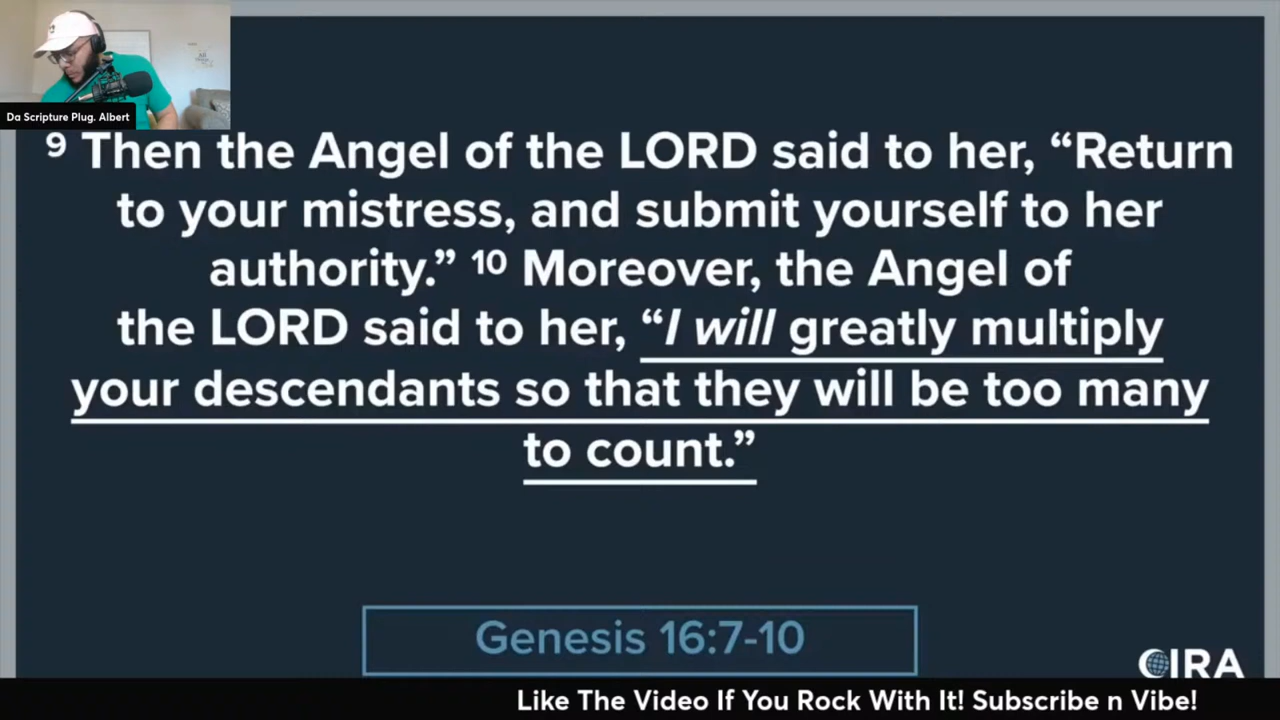 Da Scripture Plug. Albert
⁹ Then the Angel of the LORD said to her, “Return
to your mistress, and submit yourself to her
authority.” ¹⁰ Moreover, the Angel of
the LORD said to her, “I will greatly multiply
your descendants so that they will be too many
to count.”
Genesis 16:7-10
CIRA
Like The Video If You Rock With It! Subscribe n Vibe!